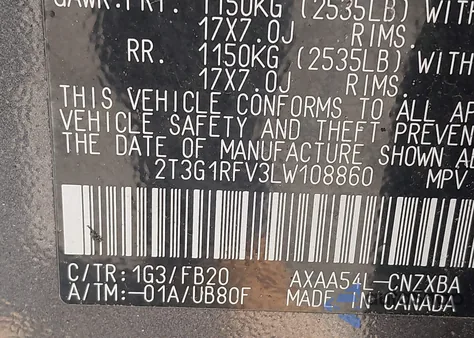 GAWR:FRT. 1150KG (2535LB) WITH
17X7.0J RIMS.
RR. 1150KG (2535LB) WITH
17X7.0J RIMS.
THIS VEHICLE CONFORMS TO ALL AP
VEHICLE SAFETY AND THEFT PREVEN
THE DATE OF MANUFACTURE SHOWN AB
2T3G1RFV3LW108860 MPV
C/TR:1G3/FB20 AXAA54L-CNZXBA
A/TM:-01A/UB80F MADE IN CANADA